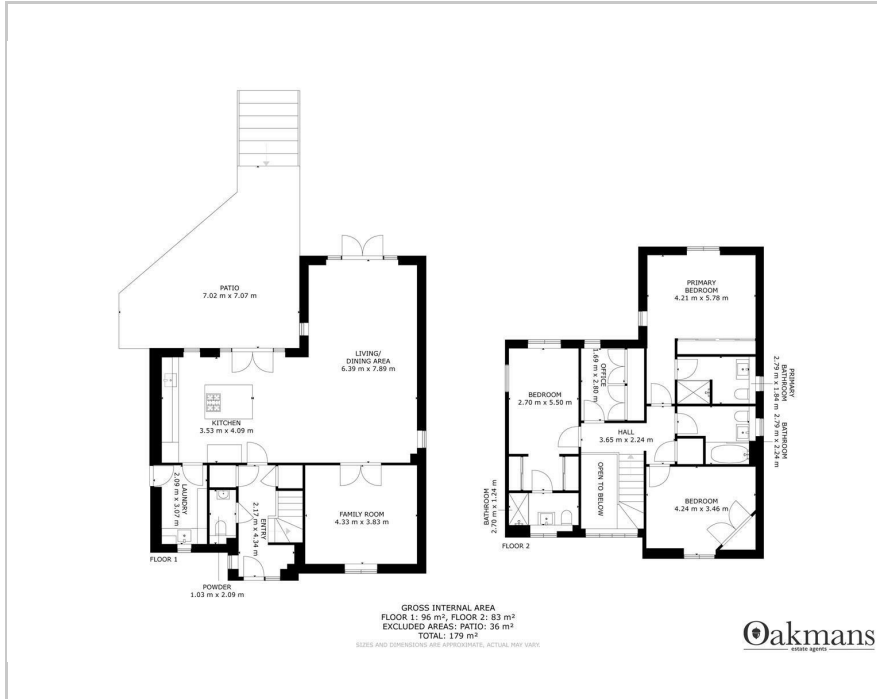 PATIO
7.02 m x 7.07 m
LIVING/
DINING AREA
6.39 m x 7.89 m
KITCHEN
3.53 m x 4.09 m
LAUNDRY
2.09 m x 3.07 m
ENTRY
2.17 m x 4.34 m
FAMILY ROOM
4.33 m x 3.83 m
FLOOR 1
POWDER
1.03 m x 2.09 m
PRIMARY
BEDROOM
4.21 m x 5.78 m
OFFICE
1.69 m x 2.80 m
BEDROOM
2.70 m x 5.50 m
PRIMARY
BATHROOM
2.79 m x 1.84 m
BATHROOM
2.79 m x 2.24 m
HALL
3.65 m x 2.24 m
OPEN TO BELOW
BEDROOM
4.24 m x 3.46 m
BATHROOM
2.70 m x 1.24 m
FLOOR 2
GROSS INTERNAL AREA
FLOOR 1: 96 m², FLOOR 2: 83 m²
EXCLUDED AREAS: PATIO: 36 m²
TOTAL: 179 m²
SIZES AND DIMENSIONS ARE APPROXIMATE, ACTUAL MAY VARY.
Oakmans
estate agents